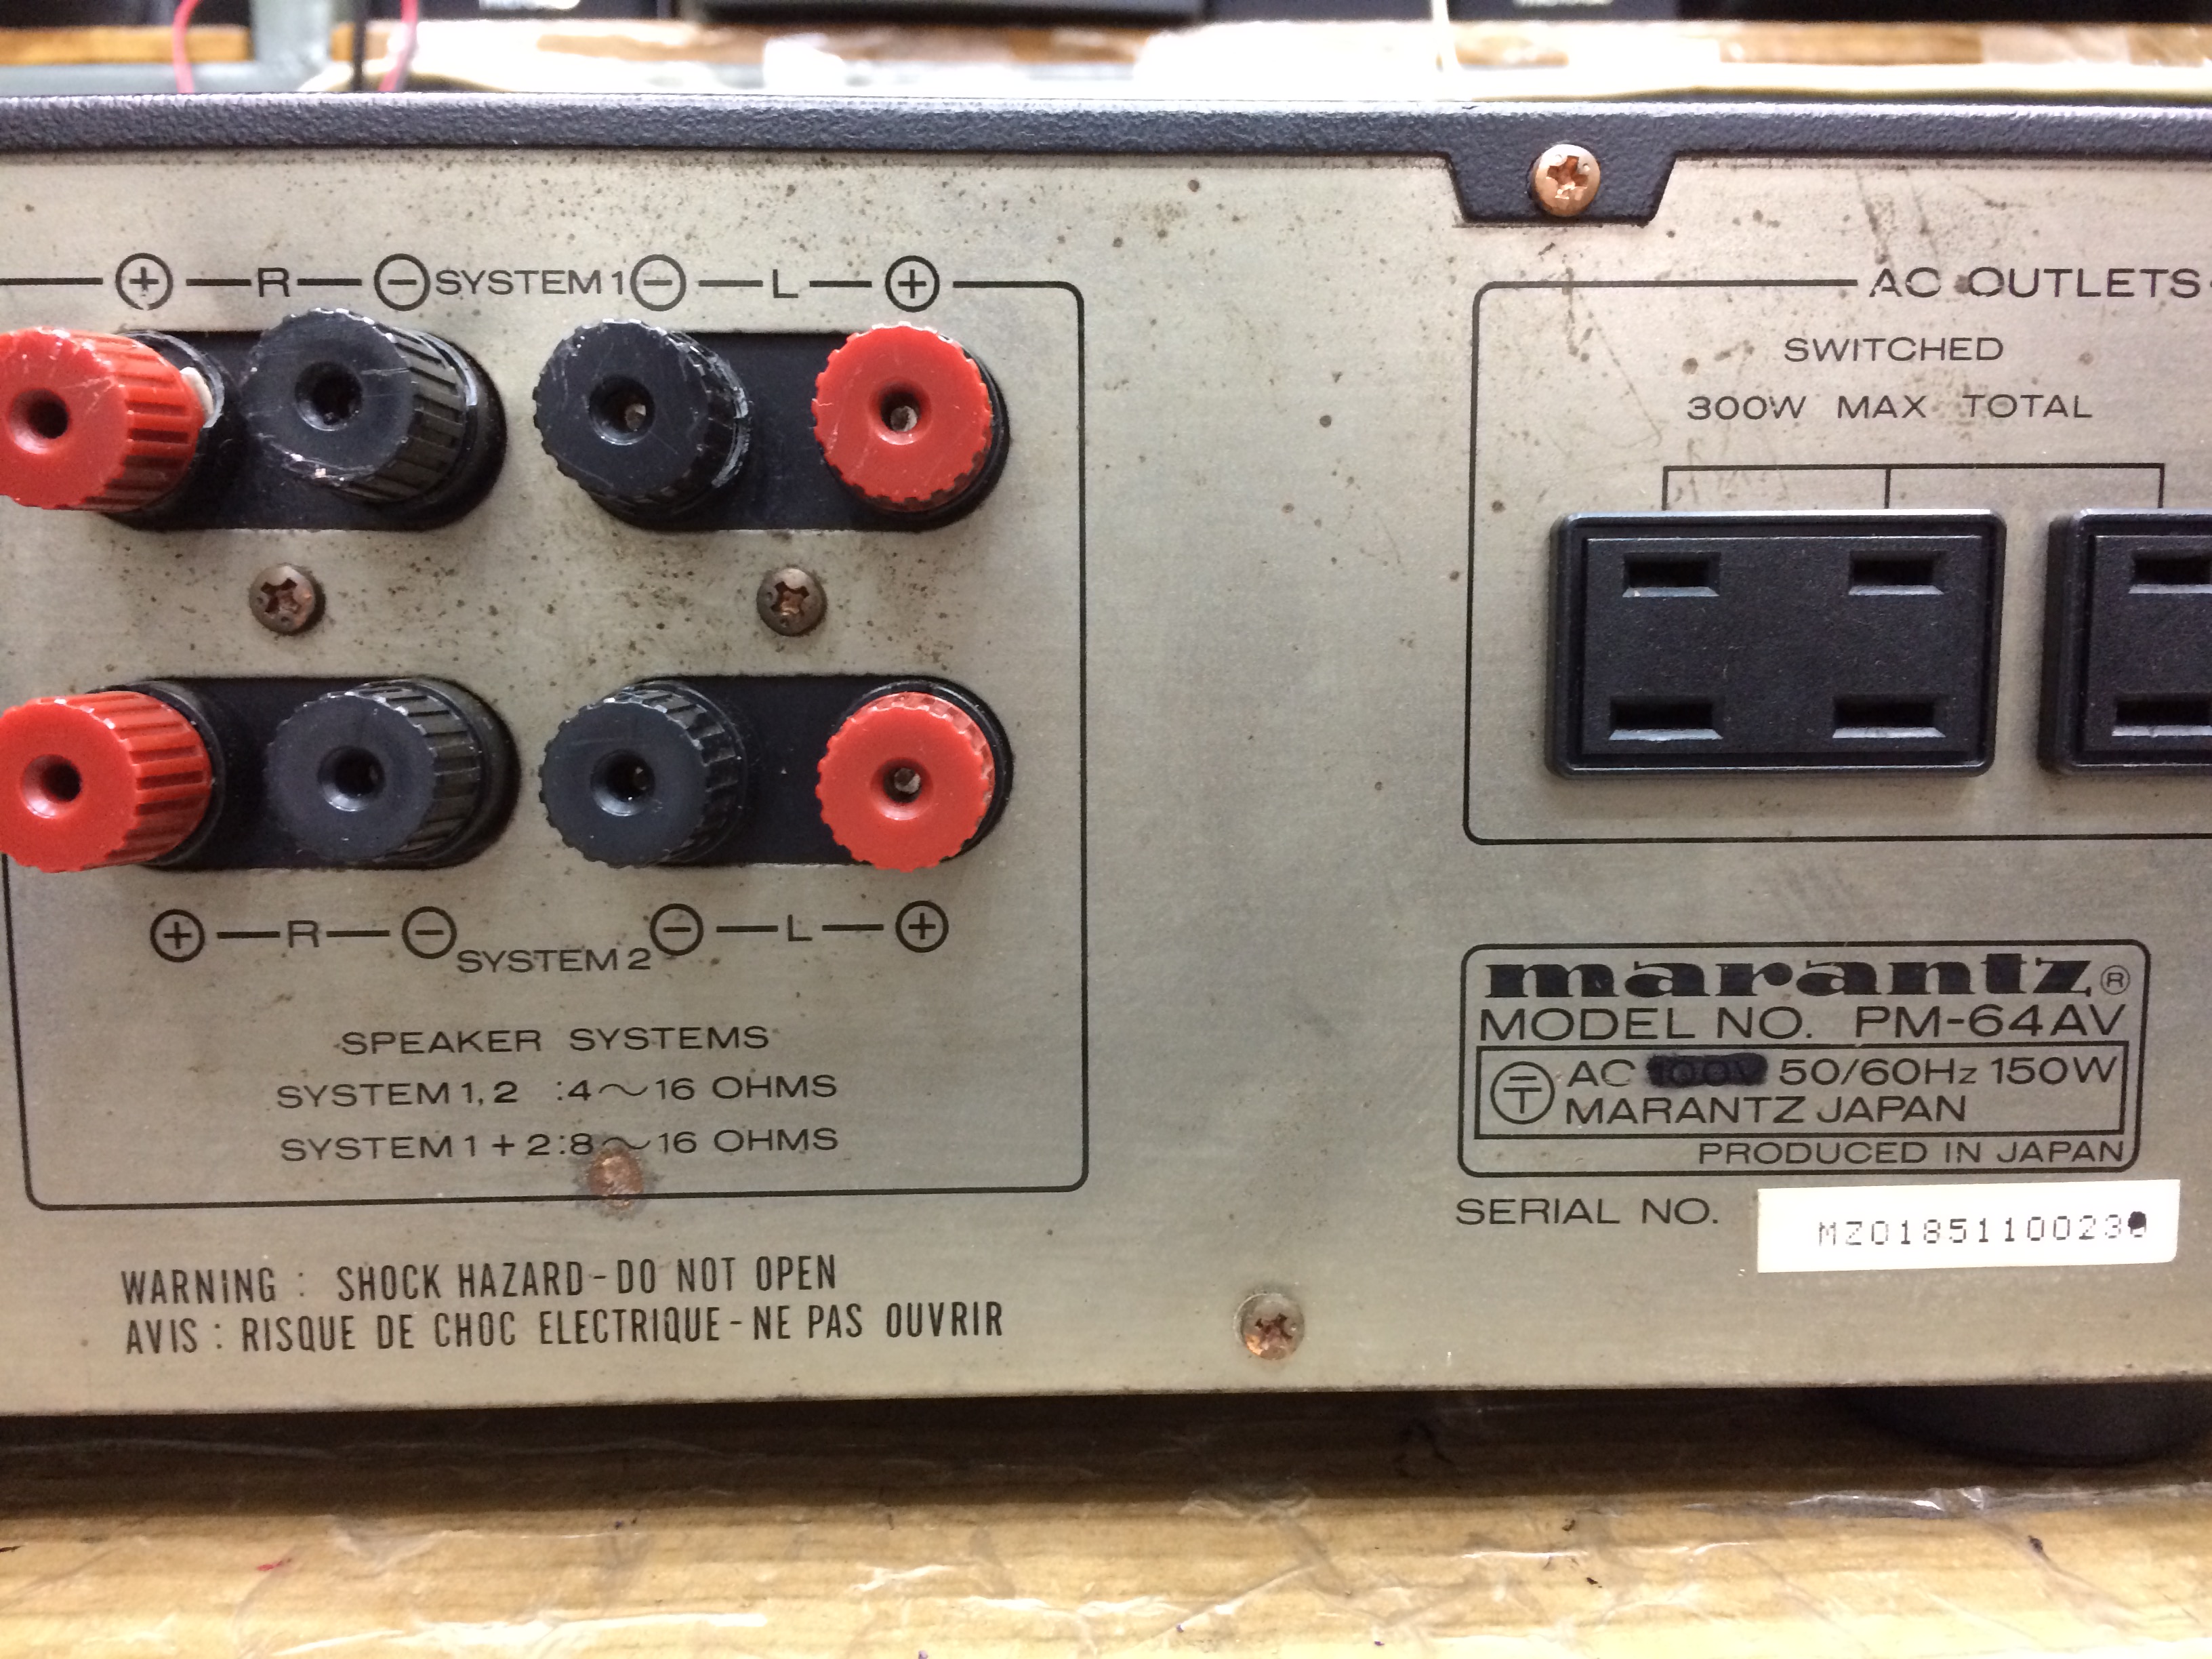 ⊕ R ⊖ SYSTEM 1 ⊖ L ⊕
⊕ R ⊖ SYSTEM 2 ⊖ L ⊕
SPEAKER SYSTEMS
SYSTEM 1, 2 :4～16 OHMS
SYSTEM 1 + 2:8～16 OHMS
WARNING : SHOCK HAZARD-DO NOT OPEN
AVIS : RISQUE DE CHOC ELECTRIQUE-NE PAS OUVRIR
AC OUTLETS
SWITCHED
300W MAX TOTAL
marantz®
MODEL NO. PM-64AV
T AC 100V 50/60Hz 150W
MARANTZ JAPAN
PRODUCED IN JAPAN
SERIAL NO. MZ01851100230